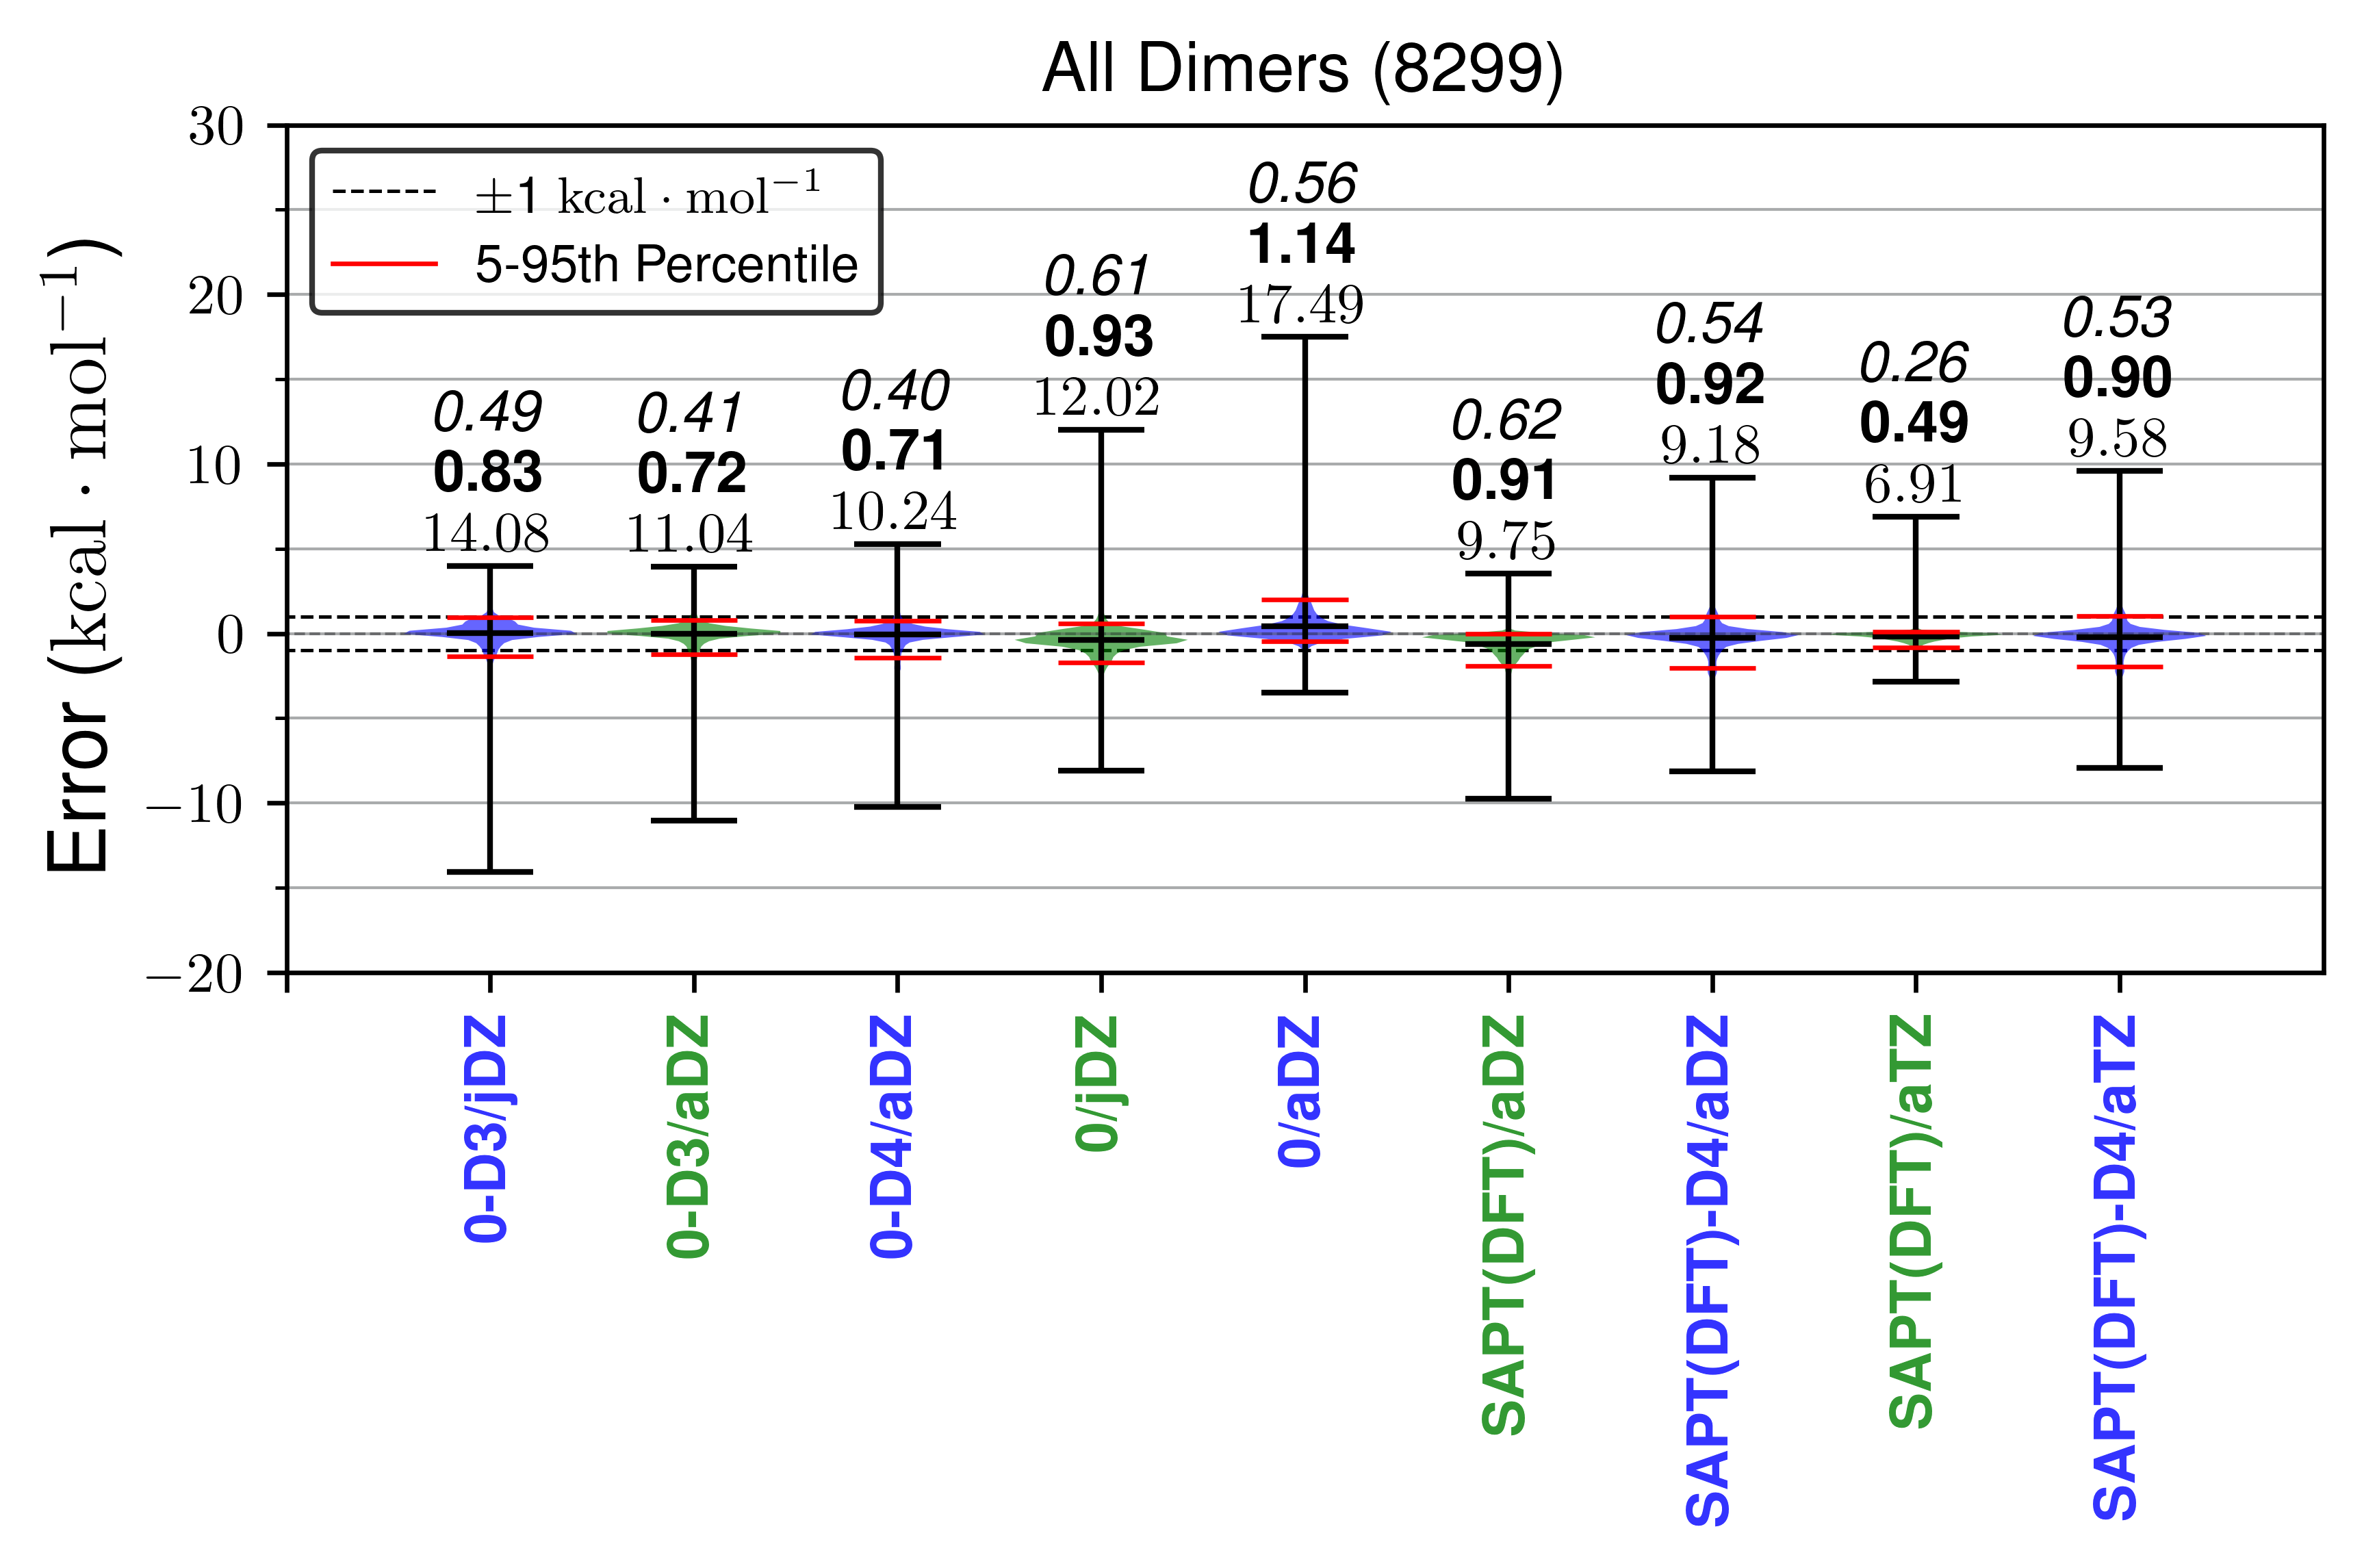 All Dimers (8299)
Error (kcal · mol⁻¹)
30
20
10
0
−10
−20
±1 kcal · mol⁻¹
5-95th Percentile
0.49
0.83
14.08
0.41
0.72
11.04
0.40
0.71
10.24
0.61
0.93
12.02
0.56
1.14
17.49
0.62
0.91
9.75
0.54
0.92
9.18
0.26
0.49
6.91
0.53
0.90
9.58
0-D3/jDZ
0-D3/aDZ
0-D4/aDZ
0/jDZ
0/aDZ
SAPT(DFT)/aDZ
SAPT(DFT)-D4/aDZ
SAPT(DFT)/aTZ
SAPT(DFT)-D4/aTZ